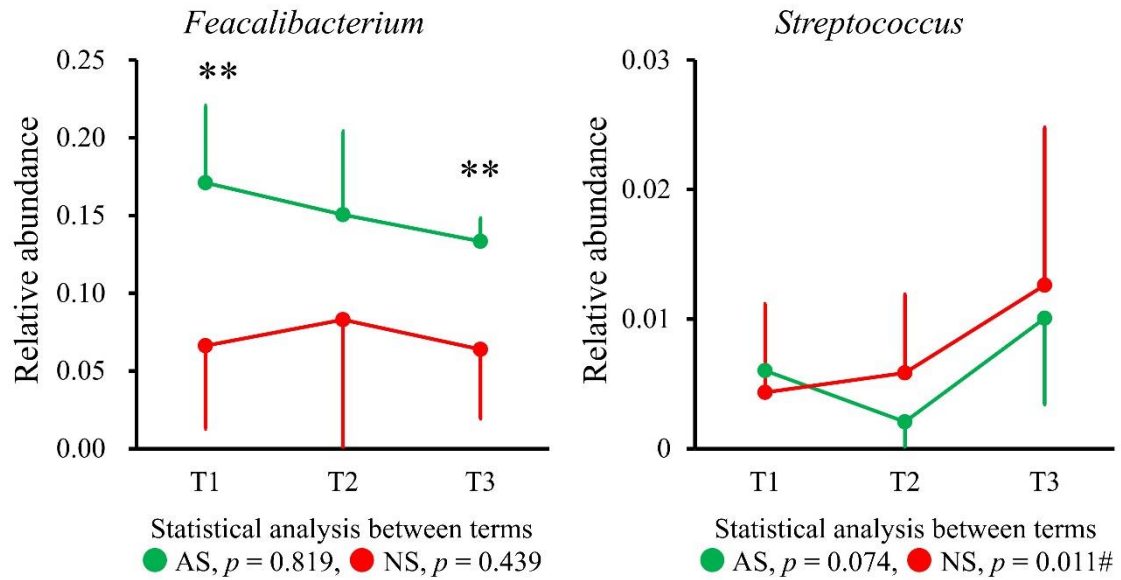 Feacalibacterium
Relative abundance
0.25
0.20
0.15
0.10
0.05
0.00
**
**
T1 T2 T3
Statistical analysis between terms
AS, p = 0.819, NS, p = 0.439
Streptococcus
Relative abundance
0.03
0.02
0.01
0
T1 T2 T3
Statistical analysis between terms
AS, p = 0.074, NS, p = 0.011#